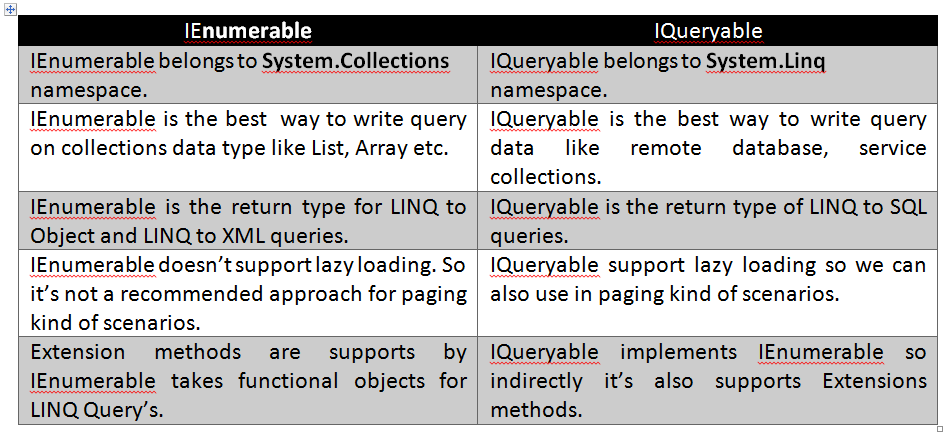 IEnumerable IQueryable
IEnumerable belongs to System.Collections
namespace.
IQueryable belongs to System.Linq
namespace.
IEnumerable is the best way to write query
on collections data type like List, Array etc.
IQueryable is the best way to write query
data like remote database, service
collections.
IEnumerable is the return type for LINQ to
Object and LINQ to XML queries.
IQueryable is the return type of LINQ to SQL
queries.
IEnumerable doesn't support lazy loading. So
it's not a recommended approach for paging
kind of scenarios.
IQueryable support lazy loading so we can
also use in paging kind of scenarios.
Extension methods are supports by
IEnumerable takes functional objects for
LINQ Query's.
IQueryable implements IEnumerable so
indirectly it's also supports Extensions
methods.